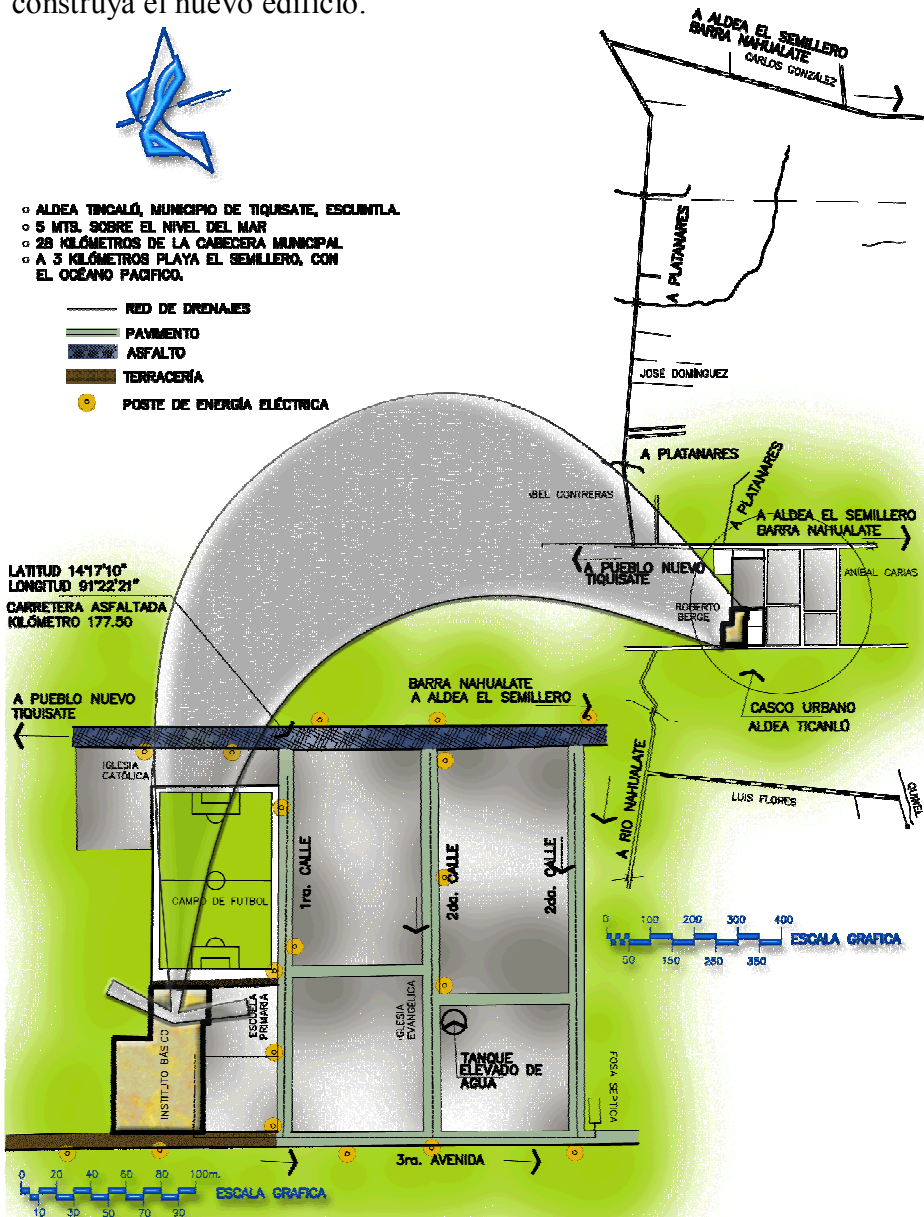 construya el nuevo edificio.
A ALDEA EL SEMILLERO
BARRA NAHUALATE
CARLOS GONZÁLEZ
○ ALDEA TINCALÚ, MUNICIPIO DE TIQUISATE, ESCUINTLA.
○ 5 MTS. SOBRE EL NIVEL DEL MAR
○ 28 KILÓMETROS DE LA CABECERA MUNICIPAL
○ A 3 KILÓMETROS PLAYA EL SEMILLERO, CON
EL OCÉANO PACIFICO.
RED DE DRENAJES
PAVIMENTO
ASFALTO
TERRACERÍA
POSTE DE ENERGÍA ELÉCTRICA
A PLATANARES
JOSÉ DOMÍNGUEZ
A PLATANARES
A PLATANARES
ABEL CONTRERAS
A ALDEA EL SEMILLERO
BARRA NAHUALATE
A PUEBLO NUEVO
TIQUISATE
ANIBAL CARIAS
ROBERTO
BERGE
LATITUD 14°17'10"
LONGITUD 91°22'21"
CARRETERA ASFALTADA
KILÓMETRO 177.50
A PUEBLO NUEVO
TIQUISATE
BARRA NAHUALATE
A ALDEA EL SEMILLERO
CASCO URBANO
ALDEA TICANLÚ
IGLESIA
CATÓLICA
LUIS FLORES
A RIO NAHUALATE
1ra. CALLE
2da. CALLE
2da. CALLE
CAMPO DE FUTBOL
0 100 200 300 400
50 150 250 350
ESCALA GRAFICA
ESCUELA
PRIMARIA
IGLESIA
EVANGELICA
INSTITUTO BÁSICO
TANQUE
ELEVADO DE
AGUA
FOSA SEPTICA
3ra. AVENIDA
0 20 40 60 80 100m.
10 30 50 70 90
ESCALA GRAFICA